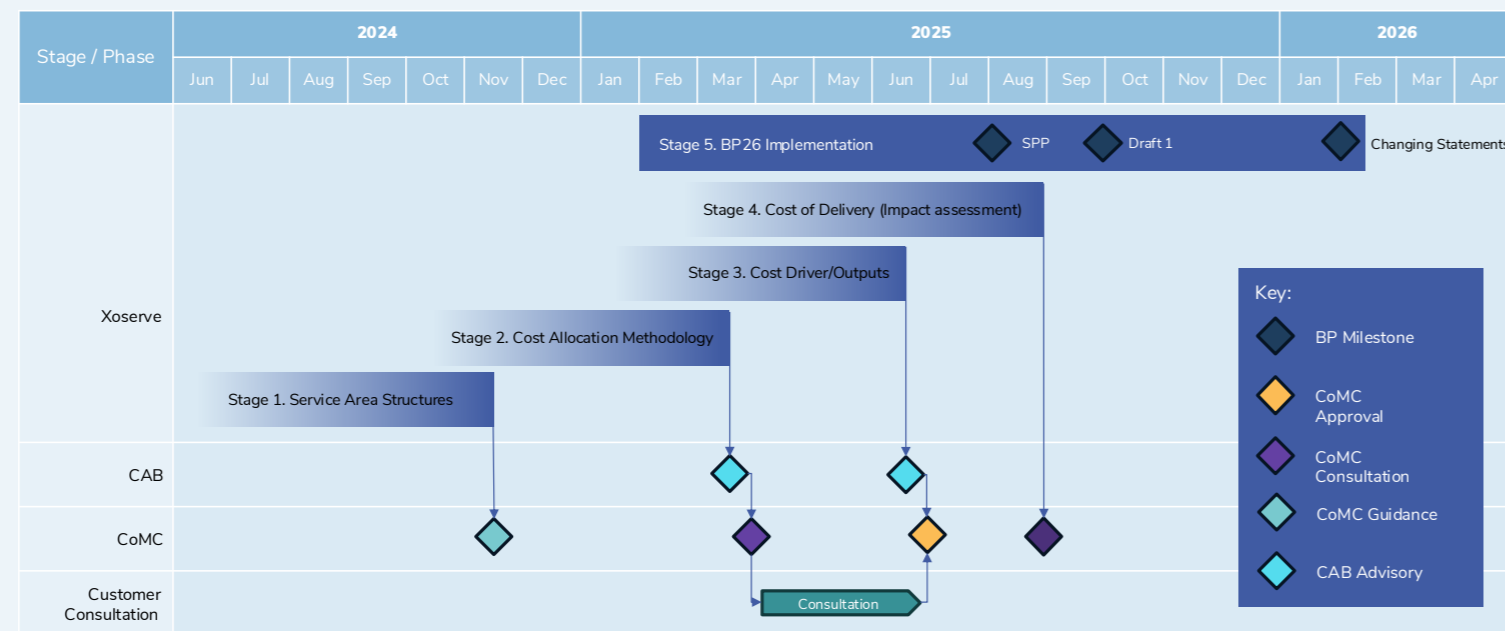 Stage / Phase
2024
2025
2026
Jun
Jul
Aug
Sep
Oct
Nov
Dec
Jan
Feb
Mar
Apr
May
Jun
Jul
Aug
Sep
Oct
Nov
Dec
Jan
Feb
Mar
Apr
Stage 5. BP26 Implementation
SPP
Draft 1
Changing Statements
Stage 4. Cost of Delivery (Impact assessment)
Stage 3. Cost Driver/Outputs
Xoserve
Stage 2. Cost Allocation Methodology
Stage 1. Service Area Structures
CAB
CoMC
Customer
Consultation
Consultation
Key:
BP Milestone
CoMC
Approval
CoMC
Consultation
CoMC Guidance
CAB Advisory